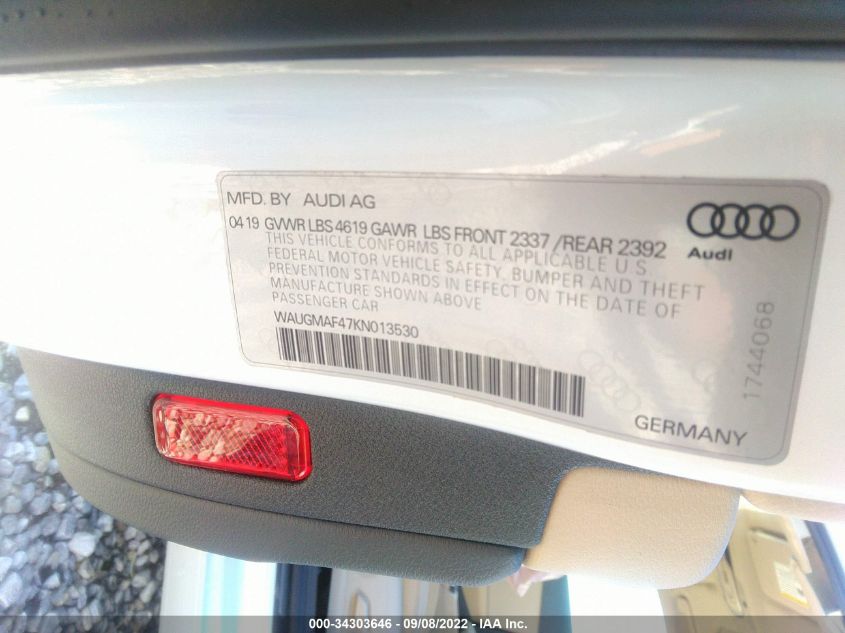 MFD. BY AUDI AG
04 19 GVWR LBS 4619 GAWR LBS FRONT 2337 /REAR 2392
THIS VEHICLE CONFORMS TO ALL APPLICABLE U S.
FEDERAL MOTOR VEHICLE SAFETY, BUMPER AND THEFT
PREVENTION STANDARDS IN EFFECT ON THE DATE OF
MANUFACTURE SHOWN ABOVE
PASSENGER CAR
WAUGMAF47KN013530
Audi
1744068
GERMANY
000-34303646 - 09/08/2022 - IAA Inc.